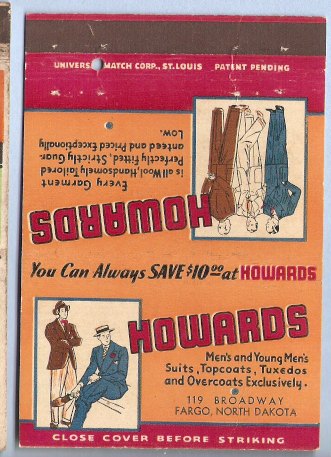 UNIVERSAL MATCH CORP., ST. LOUIS PATENT PENDING
HOWARDS
Every Garment
is all Wool, Handsomely Tailored
Perfectly Fitted, Strictly Guar-
anteed and Priced Exceptionally
Low.
You Can Always SAVE $10.00 at HOWARDS
HOWARDS
Men's and Young Men's
Suits, Topcoats, Tuxedos
and Overcoats Exclusively.
119 BROADWAY
FARGO, NORTH DAKOTA
CLOSE COVER BEFORE STRIKING